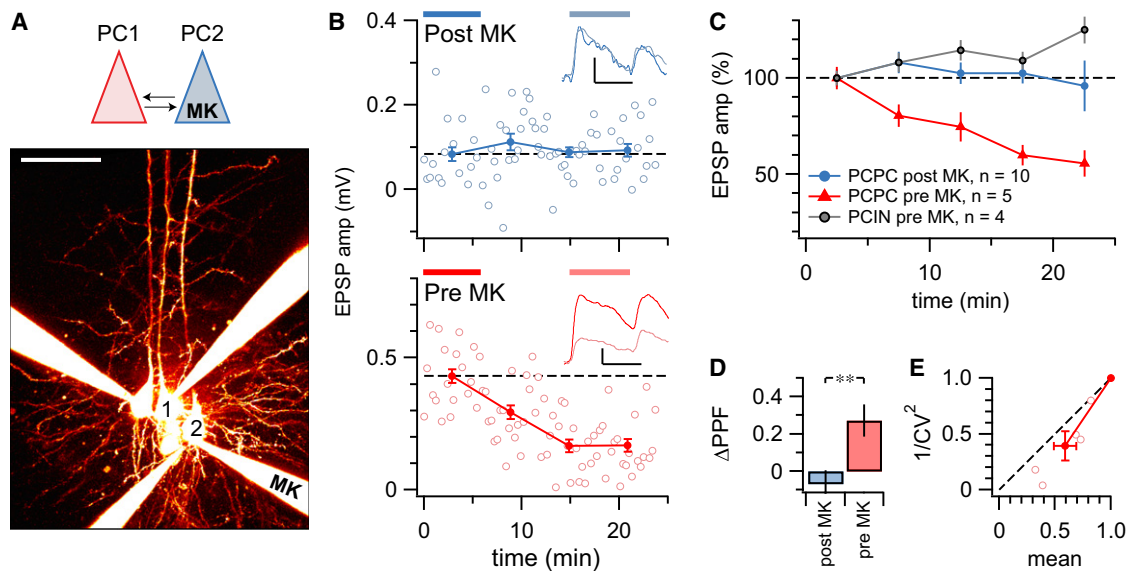 A
PC1
PC2
MK
1
2
MK
B
EPSP amp (mV)
0.4
0.2
0
Post MK
0.5
0
Pre MK
0
10
20
time (min)
C
EPSP amp (%)
100
50
PCPC post MK, n = 10
PCPC pre MK, n = 5
PCIN pre MK, n = 4
0
10
20
time (min)
D
ΔPPF
0.4
0.2
0
**
post MK
pre MK
E
1/CV²
1.0
0.5
0
0
0.5
1.0
mean